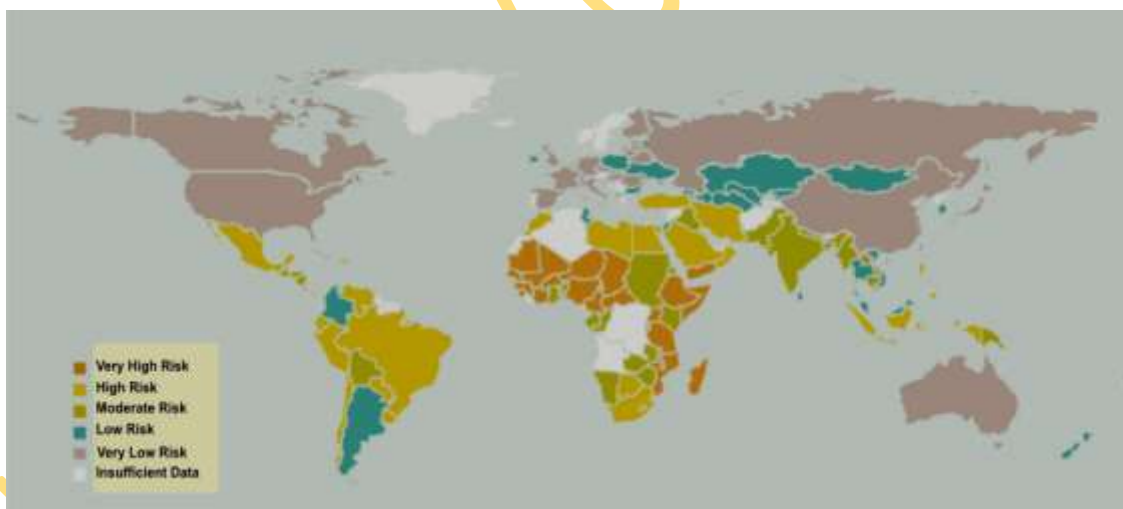 Very High Risk
High Risk
Moderate Risk
Low Risk
Very Low Risk
Insufficient Data